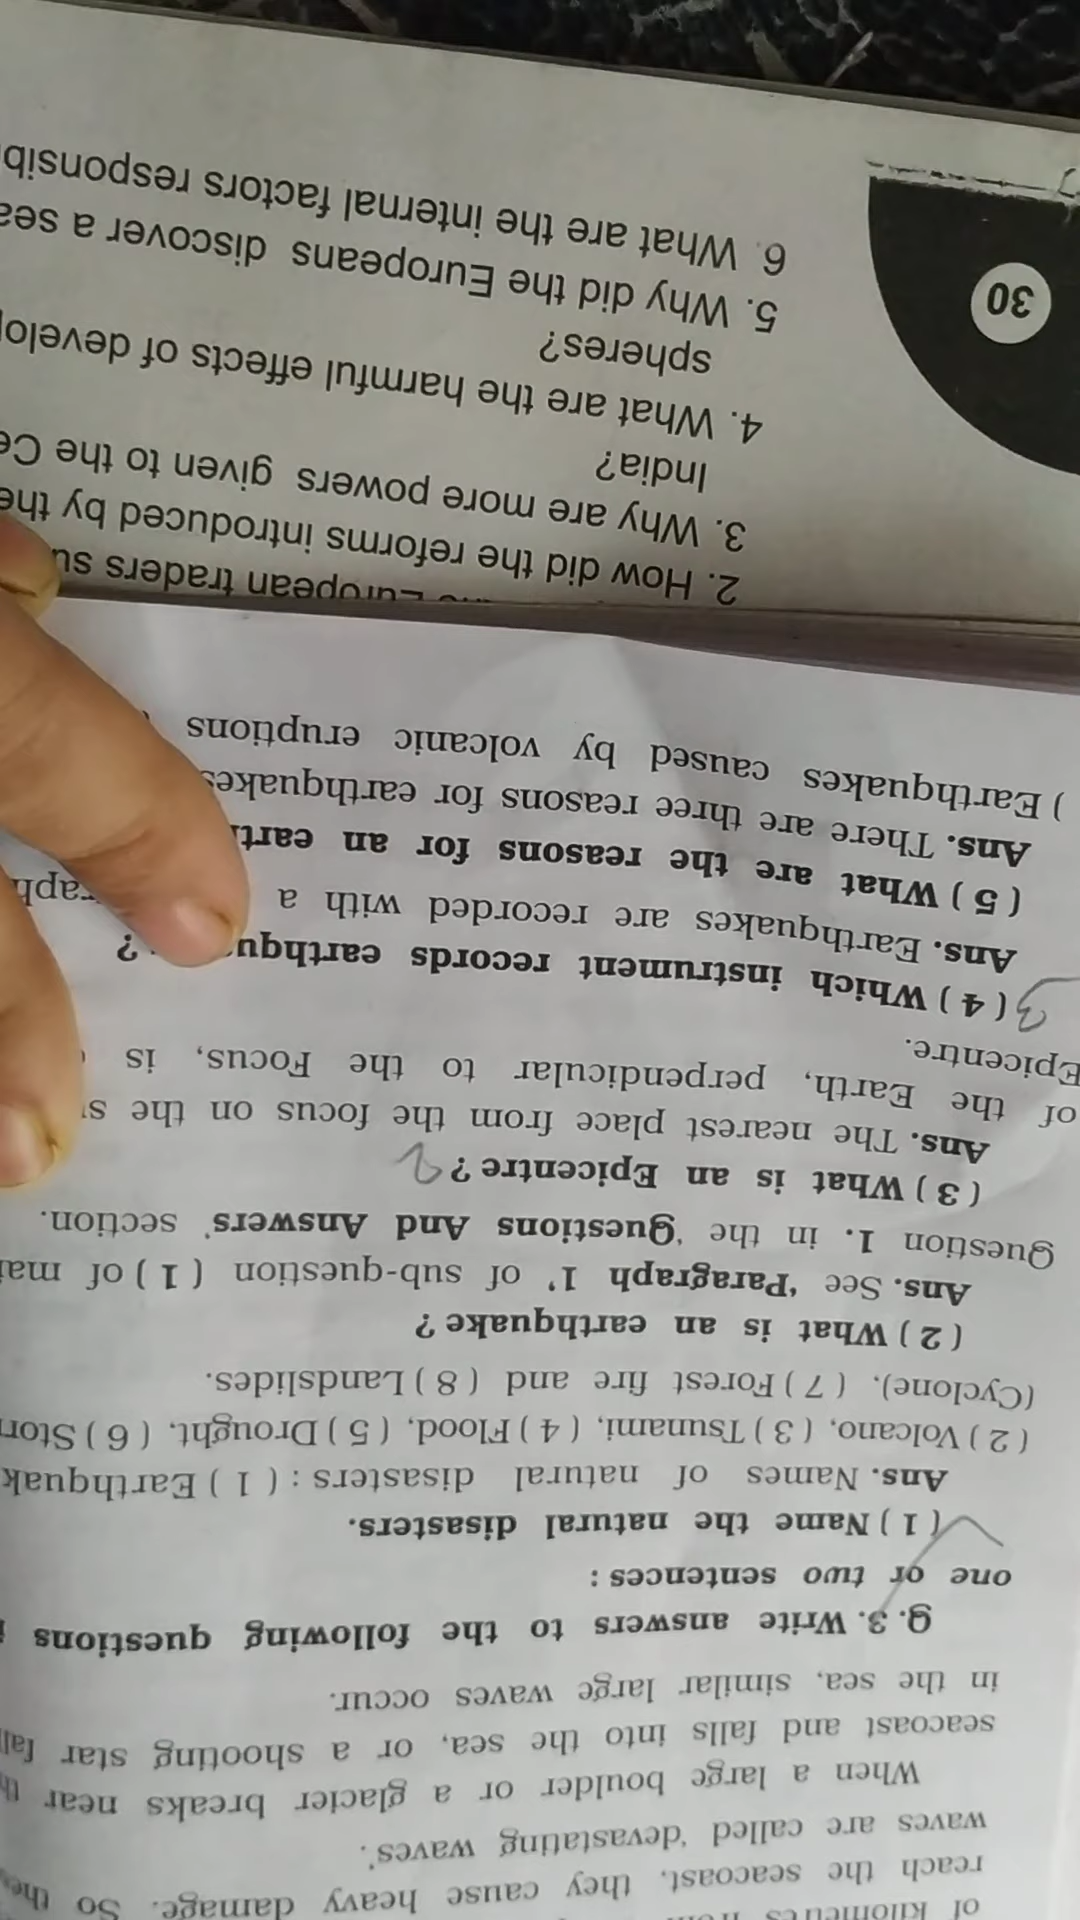 of
reach the seacoast, they cause heavy damage. So
waves are called 'devastating waves'.
When a large boulder or a glacier breaks near
seacoast and falls into the sea, or a shooting star
in the sea, similar large waves occur.
Q. 3. Write answers to the following questions
one or two sentences :
( 1 ) Name the natural disasters.
Ans. Names of natural disasters : ( 1 ) Earthquak
( 2 ) Volcano, ( 3 ) Tsunami, ( 4 ) Flood, ( 5 ) Drought, ( 6 ) Stor
(Cyclone), ( 7 ) Forest fire and ( 8 ) Landslides.
( 2 ) What is an earthquake ?
Ans. See 'Paragraph 1' of sub-question ( 1 ) of mai
Question 1. in the 'Questions And Answers' section.
( 3 ) What is an Epicentre ? 2
Ans. The nearest place from the focus on the
of the Earth, perpendicular to the Focus, is
Epicentre.
3 ( 4 ) Which instrument records earthqu ?
Ans. Earthquakes are recorded with a raph
( 5 ) What are the reasons for an eart
Ans. There are three reasons for earthquakes
) Earthquakes caused by volcanic eruptions
European traders su
2. How did the reforms introduced by the
3. Why are more powers given to the Ce
India?
4. What are the harmful effects of develop
spheres?
5. Why did the Europeans discover a sea
6. What are the internal factors responsib
30